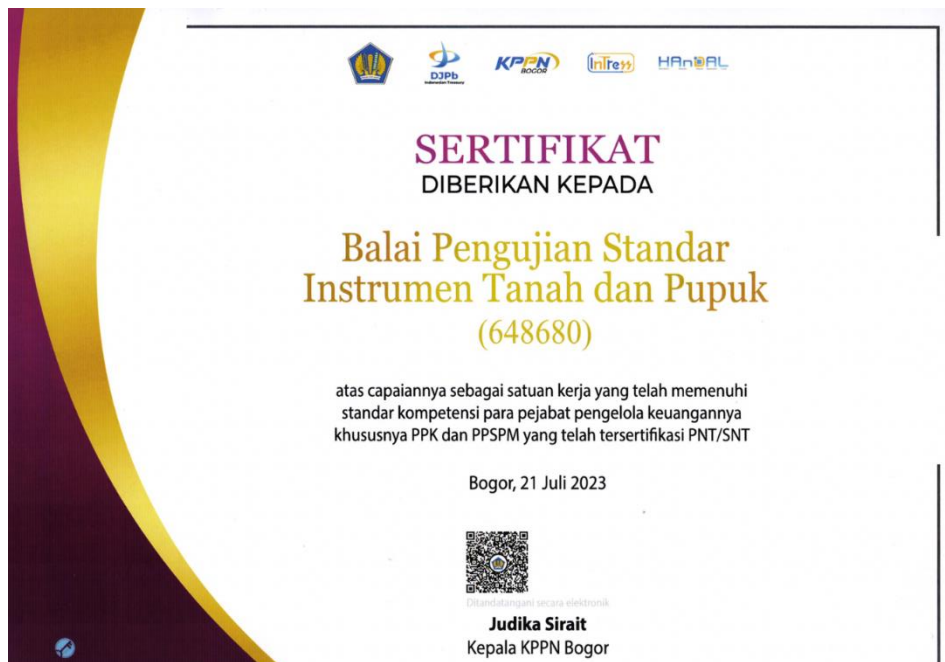 DJPb
Indonesian Treasury
KPPN
BOGOR
InTress
HAnDAL
SERTIFIKAT
DIBERIKAN KEPADA
Balai Pengujian Standar
Instrumen Tanah dan Pupuk
(648680)
atas capaiannya sebagai satuan kerja yang telah memenuhi
standar kompetensi para pejabat pengelola keuangannya
khususnya PPK dan PPSPM yang telah tersertifikasi PNT/SNT
Bogor, 21 Juli 2023
Ditandatangani secara elektronik
Judika Sirait
Kepala KPPN Bogor